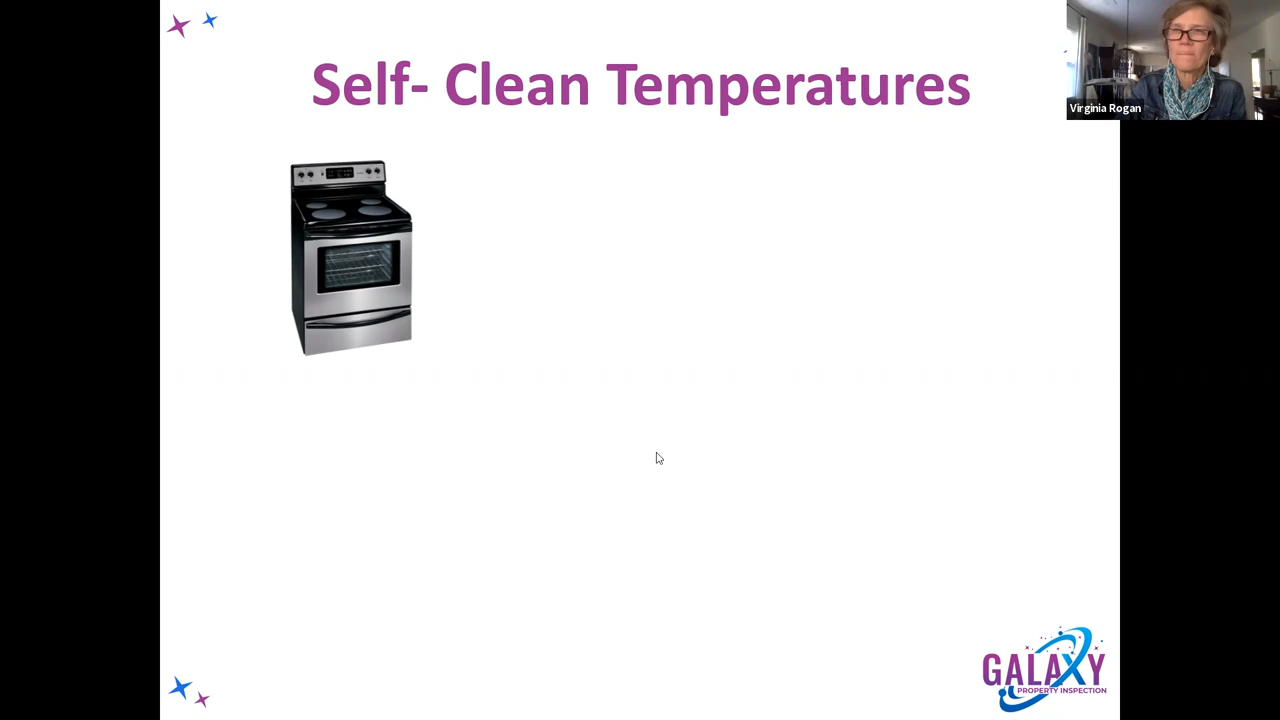 Self- Clean Temperatures
Virginia Rogan
GALAXY
PROPERTY INSPECTION